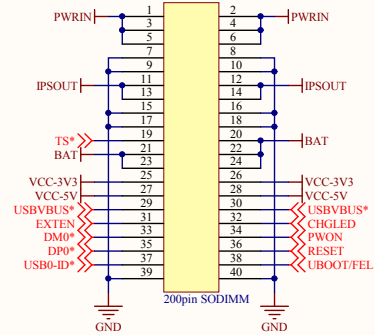 PWRIN 1 2 PWRIN
3 4
5 6
7 8
9 10
IPSOUT 11 12 IPSOUT
13 14
15 16
17 18
TS* 19 20 BAT
BAT 21 22
23 24
VCC-3V3 25 26 VCC-3V3
VCC-5V 27 28 VCC-5V
USBVBUS* 29 30 USBVBUS*
EXTEN 31 32 CHGLED
DM0* 33 34 PWON
DP0* 35 36 RESET
USB0-ID* 37 38 UBOOT/FEL
39 40
200pin SODIMM
GND GND